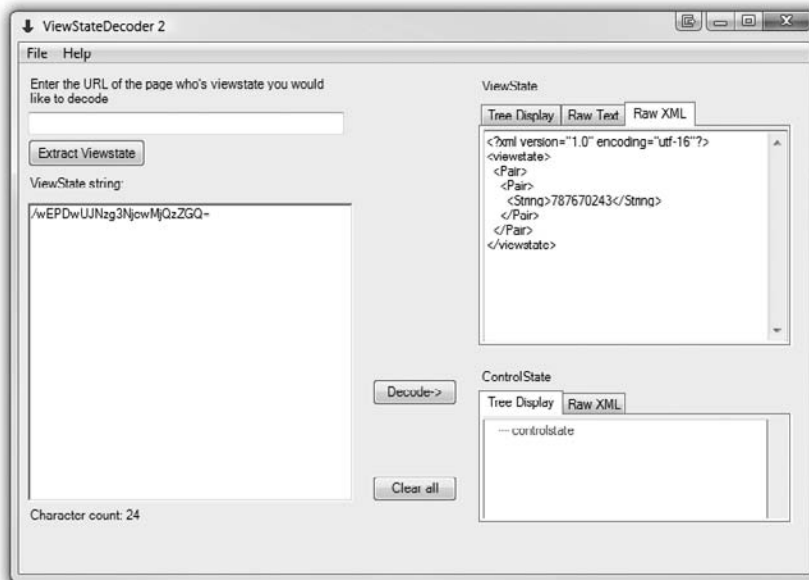 ViewStateDecoder 2
File Help
Enter the URL of the page who's viewstate you would
like to decode
Extract Viewstate
ViewState string:
/wEPDwUJNzg3NjcwMjQzZGQ=
Character count: 24
Decode->
Clear all
ViewState
Tree Display Raw Text Raw XML
<?xml version="1.0" encoding="utf-16"?>
<viewstate>
<Pair>
<Pair>
<String>787670243</String>
</Pair>
</Pair>
</viewstate>
ControlState
Tree Display Raw XML
controlstate